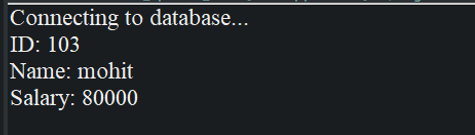 Connecting to database...
ID: 103
Name: mohit
Salary: 80000